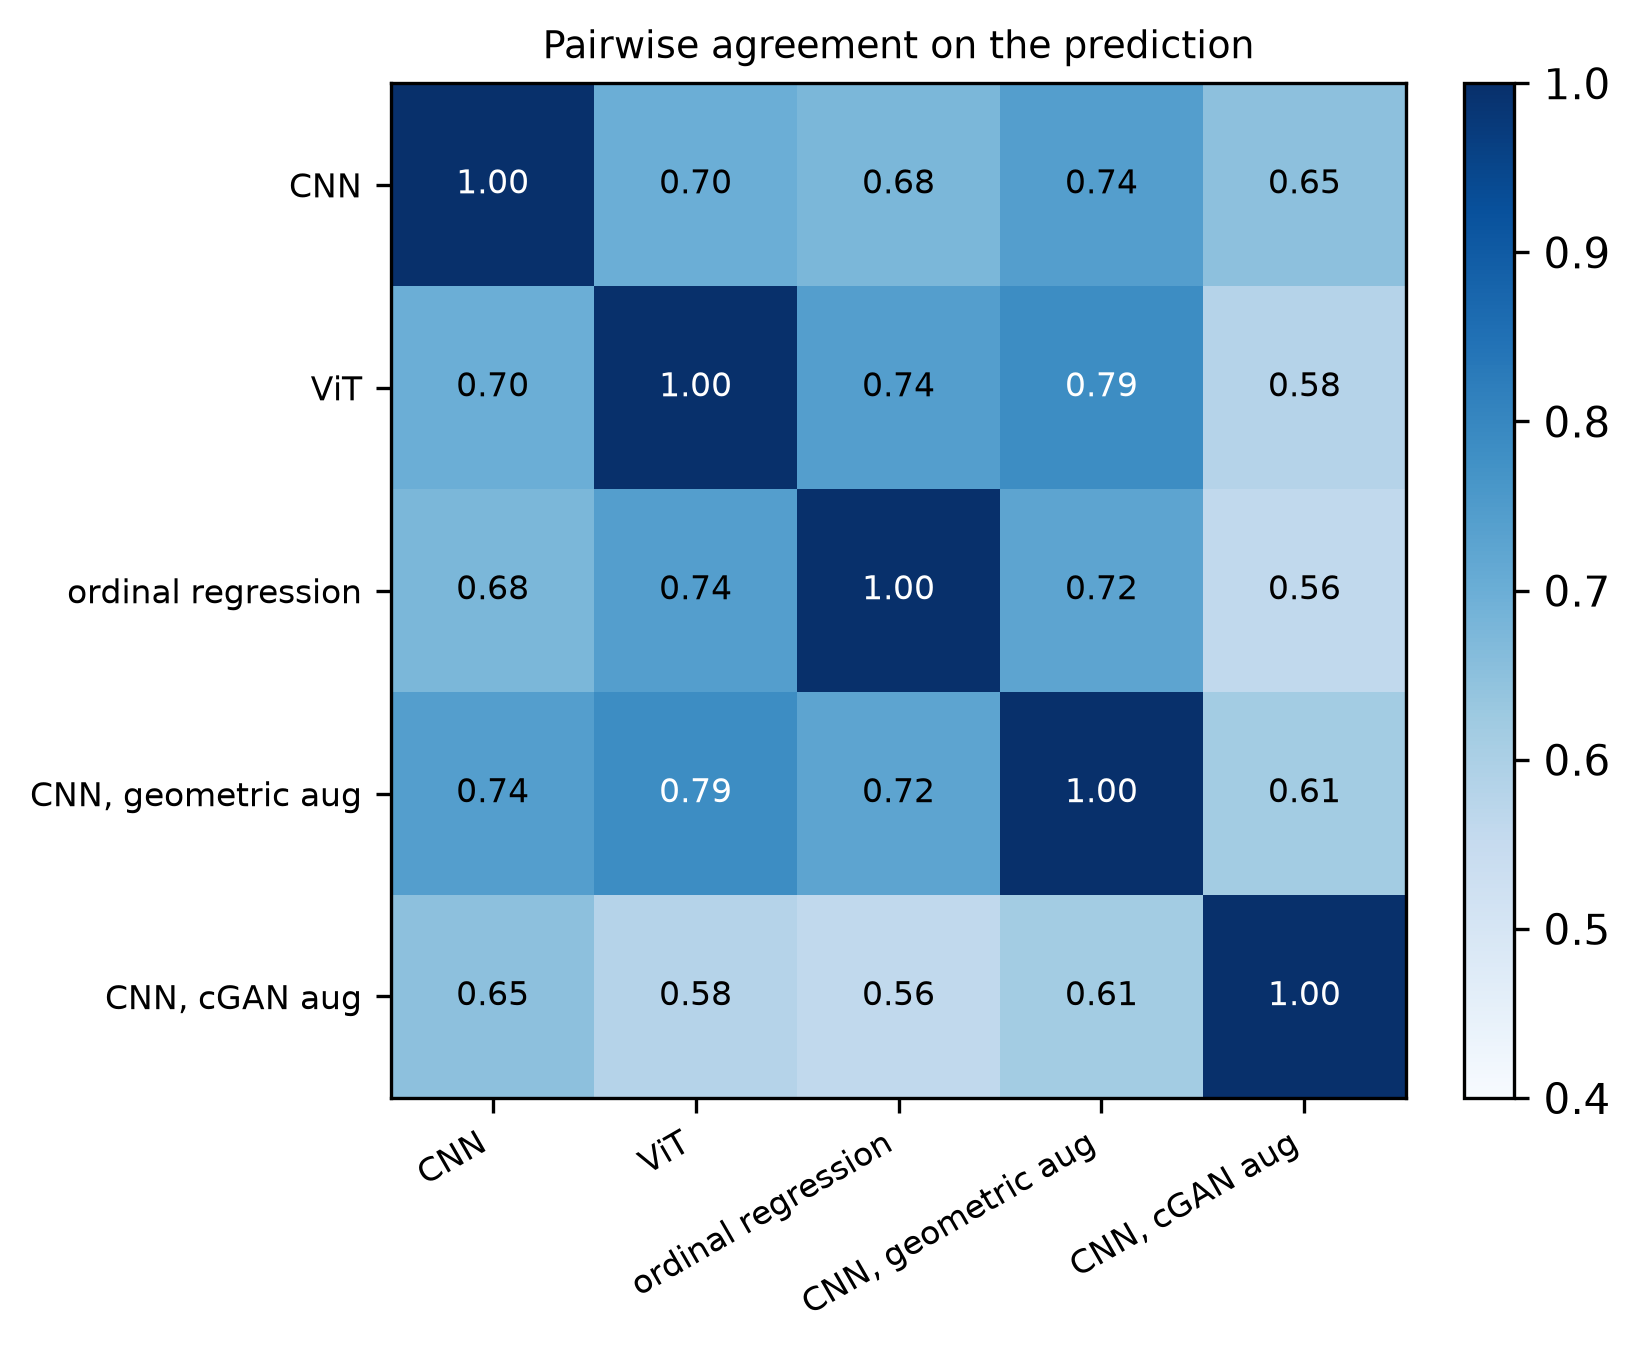 Pairwise agreement on the prediction
CNN 1.00 0.70 0.68 0.74 0.65
ViT 0.70 1.00 0.74 0.79 0.58
ordinal regression 0.68 0.74 1.00 0.72 0.56
CNN, geometric aug 0.74 0.79 0.72 1.00 0.61
CNN, cGAN aug 0.65 0.58 0.56 0.61 1.00
CNN
ViT
ordinal regression
CNN, geometric aug
CNN, cGAN aug
1.0
0.9
0.8
0.7
0.6
0.5
0.4